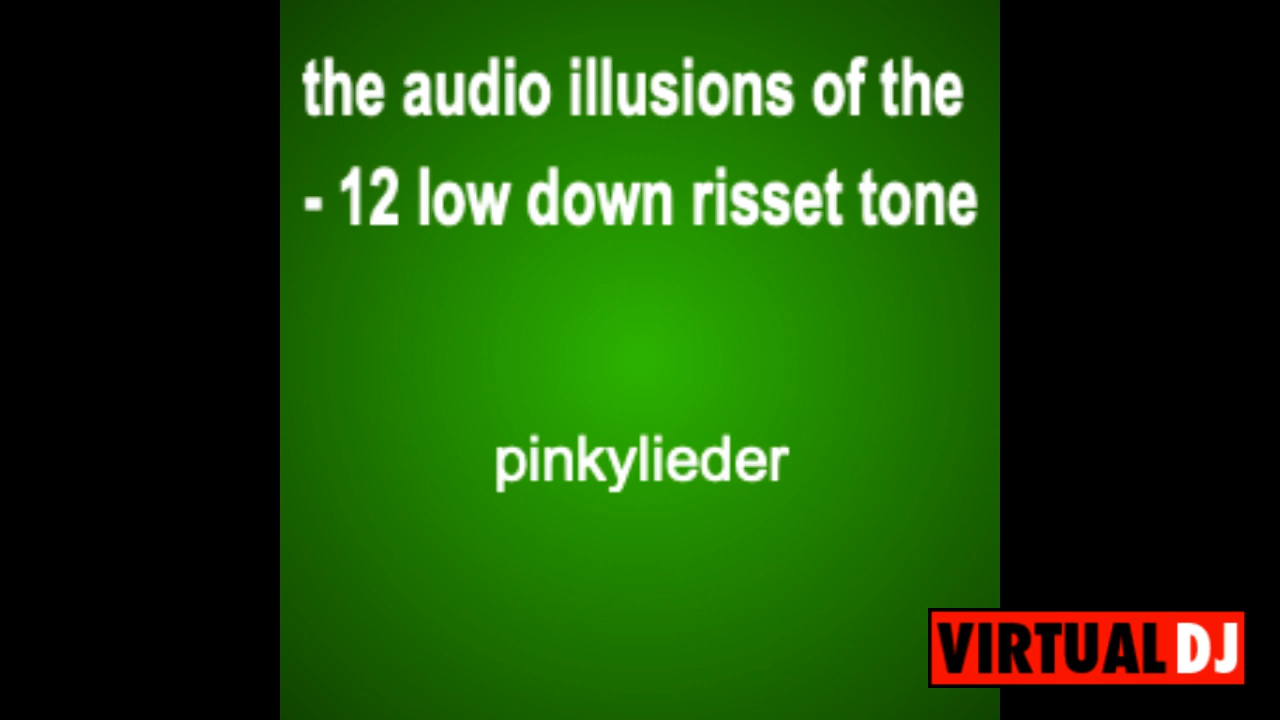 the audio illusions of the
- 12 low down risset tone
pinkylieder
VIRTUAL DJ